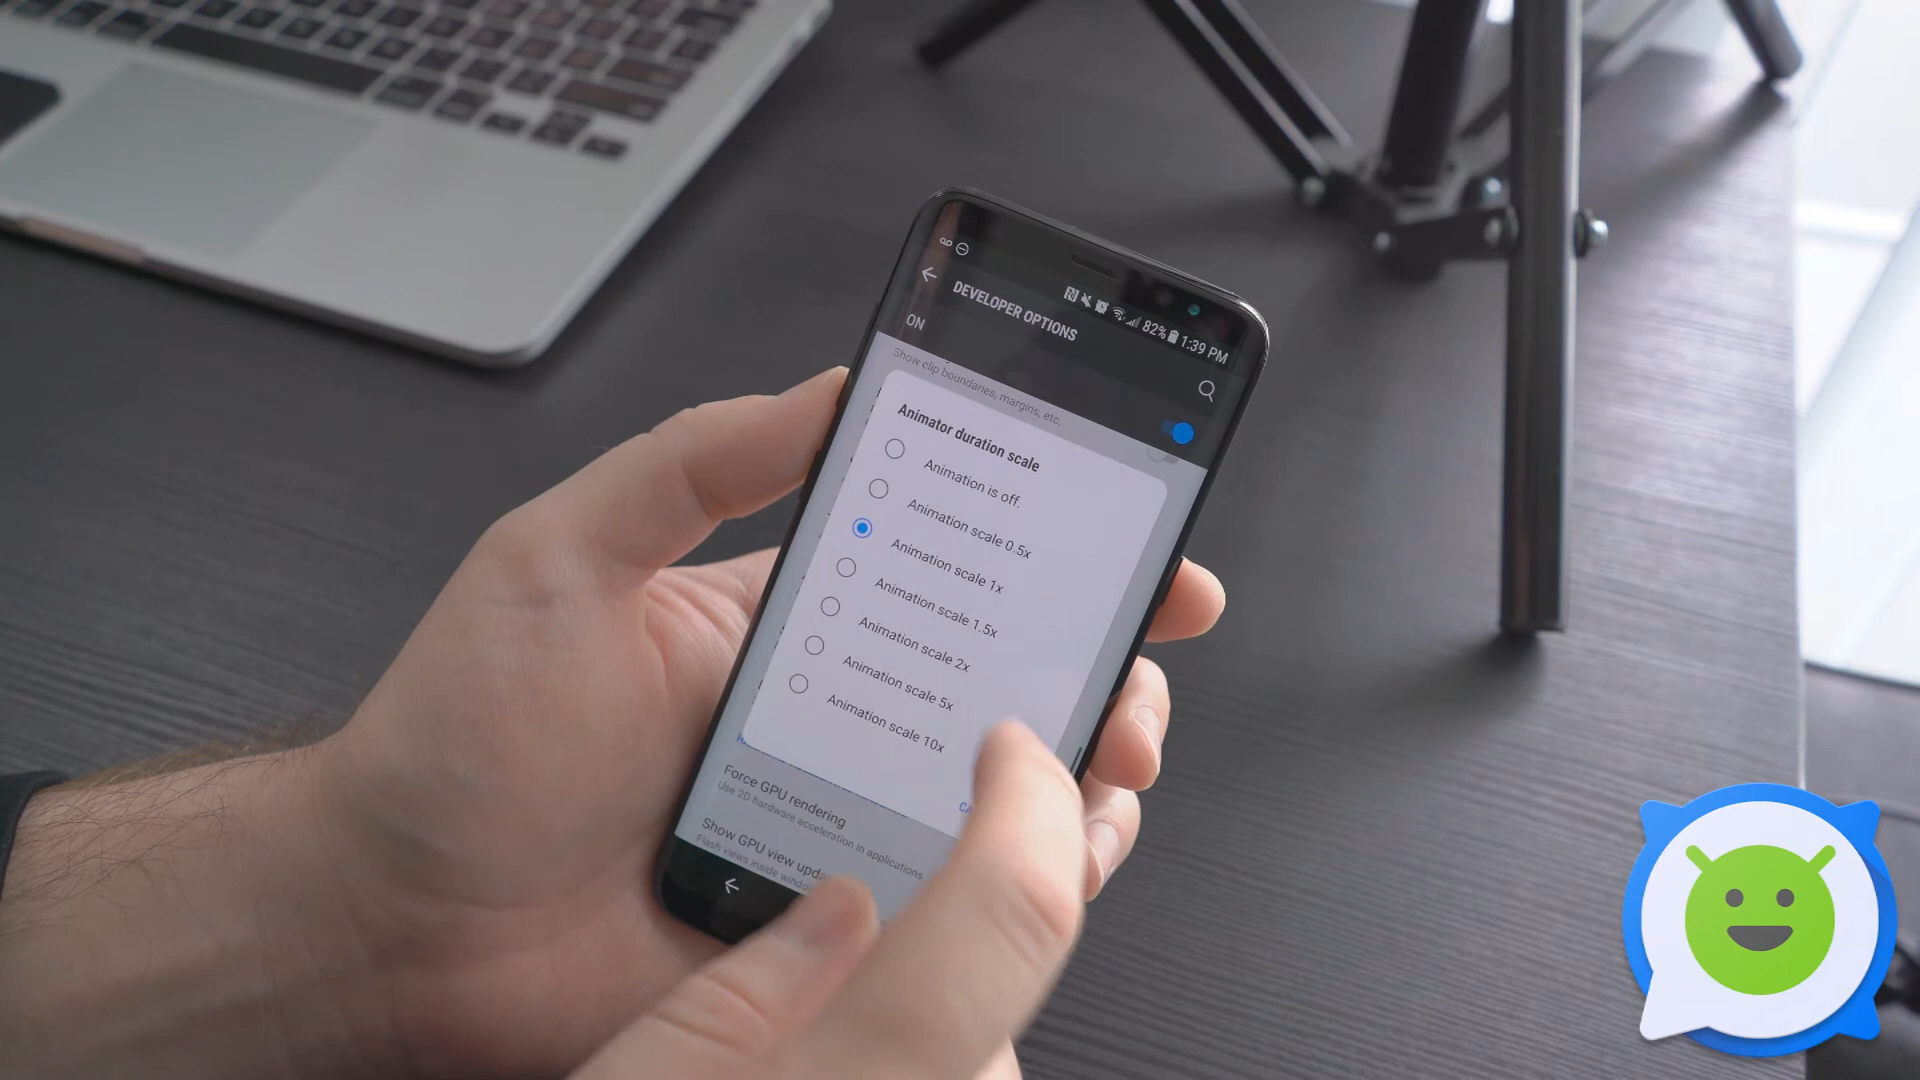 82% 1:39 PM
DEVELOPER OPTIONS
ON
Show clip boundaries, margins, etc.
Animator duration scale
Animation is off.
Animation scale 0.5x
Animation scale 1x
Animation scale 1.5x
Animation scale 2x
Animation scale 5x
Animation scale 10x
Force GPU rendering
Use 2D hardware acceleration in applications.
Show GPU view
Flash views inside